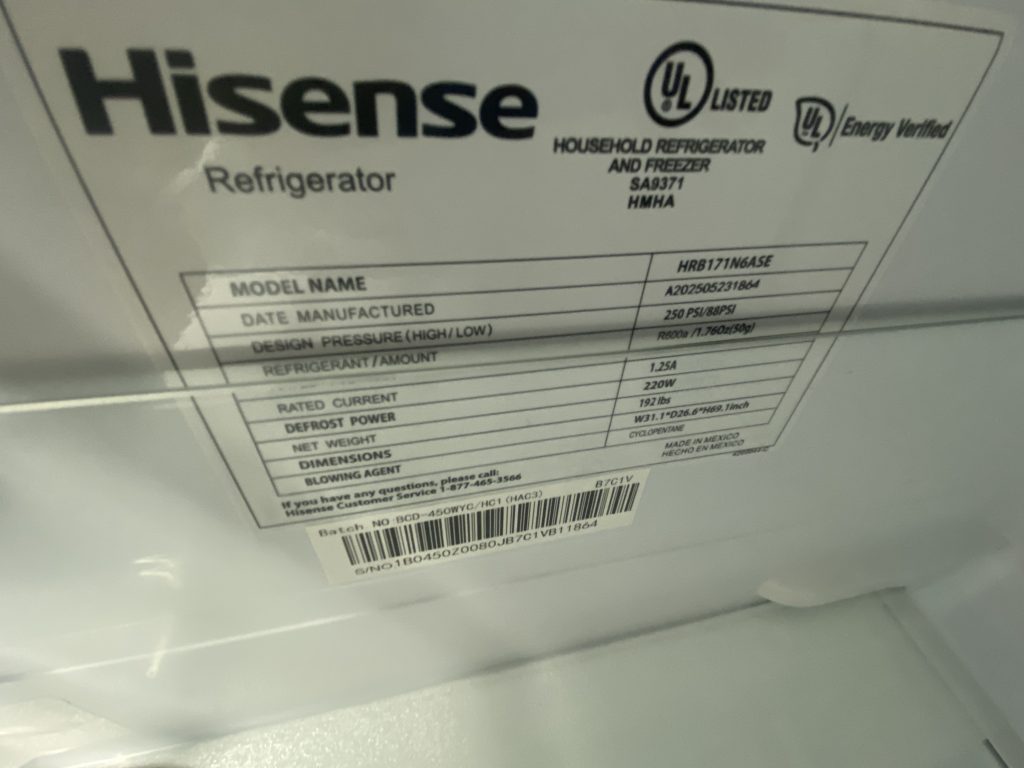 Hisense
Refrigerator
UL LISTED
HOUSEHOLD REFRIGERATOR
AND FREEZER
SA9371
HMHA
UL Energy Verified
MODEL NAME HRB171N6ASE
DATE MANUFACTURED A202505231864
DESIGN PRESSURE(HIGH/LOW) 250 PSI/88PSI
REFRIGERANT/AMOUNT R600a /1.76Oz(50g)
RATED CURRENT 1.25A
DEFROST POWER 220W
NET WEIGHT 192 lbs
DIMENSIONS W31.1*D26.6*H69.1inch
BLOWING AGENT CYCLOPENTANE
If you have any questions, please call:
Hisense Customer Service 1-877-465-3566
MADE IN MEXICO
HECHO EN MEXICO
Batch NO:BCD-450WYC/HC1(HAC3) B7C1V
S/NO1B0450Z0080JB7C1VB11864